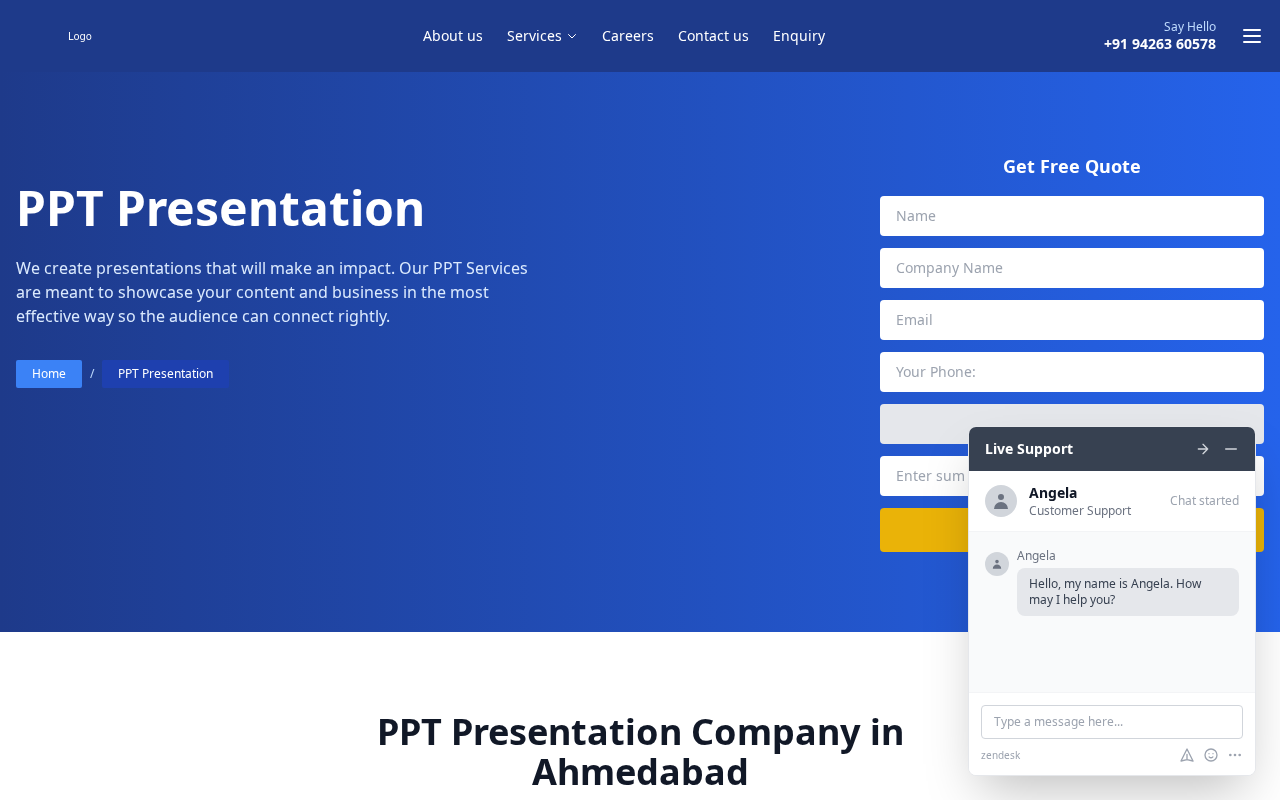 Logo
About us
Services
Careers
Contact us
Enquiry
Say Hello
+91 94263 60578
PPT Presentation
We create presentations that will make an impact. Our PPT Services
are meant to showcase your content and business in the most
effective way so the audience can connect rightly.
Home / PPT Presentation
Get Free Quote
Name
Company Name
Email
Your Phone:
Enter sum
Live Support
Angela
Customer Support
Chat started
Angela
Hello, my name is Angela. How
may I help you?
Type a message here...
zendesk
PPT Presentation Company in
Ahmedabad